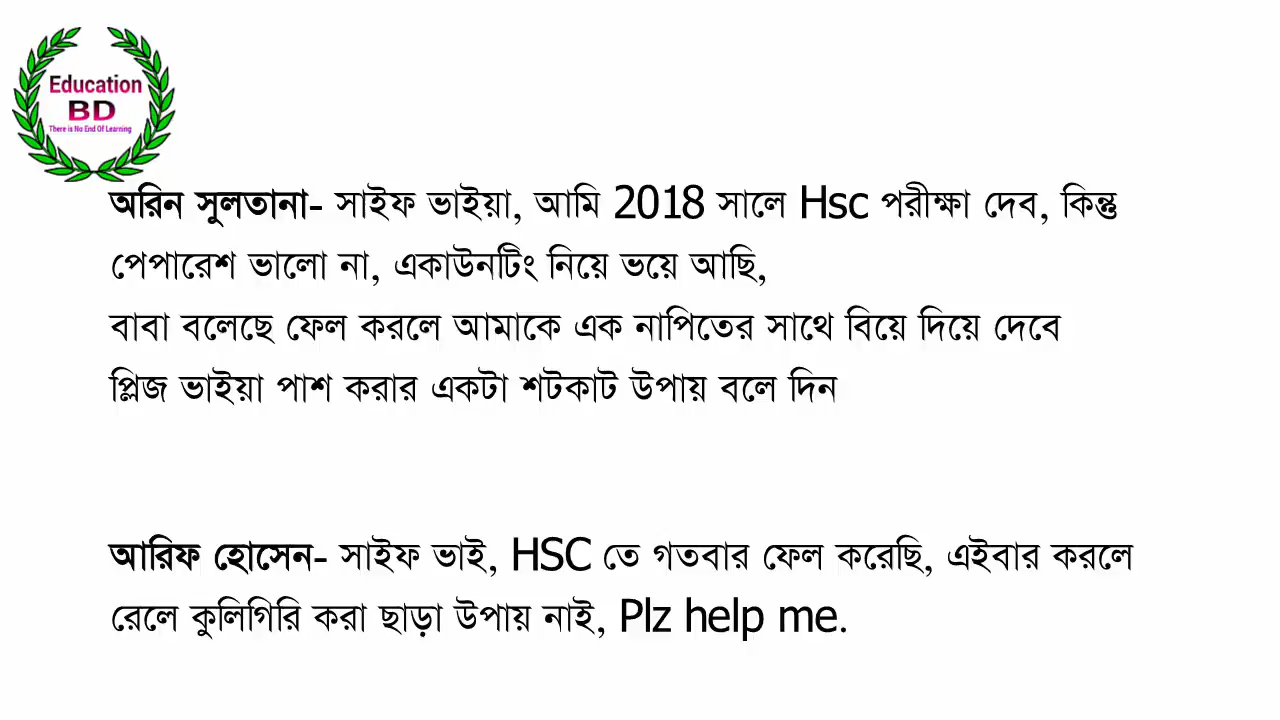 Education
BD
There is No End Of Learning
অরিন সুলতানা- সাইফ ভাইয়া, আমি 2018 সালে Hsc পরীক্ষা দেব, কিন্তু
পেপারেশ ভালো না, একাউনটিং নিয়ে ভয়ে আছি,
বাবা বলেছে ফেল করলে আমাকে এক নাপিতের সাথে বিয়ে দিয়ে দেবে
প্লিজ ভাইয়া পাশ করার একটা শটকাট উপায় বলে দিন
আরিফ হোসেন- সাইফ ভাই, HSC তে গতবার ফেল করেছি, এইবার করলে
রেলে কুলিগিরি করা ছাড়া উপায় নাই, Plz help me.